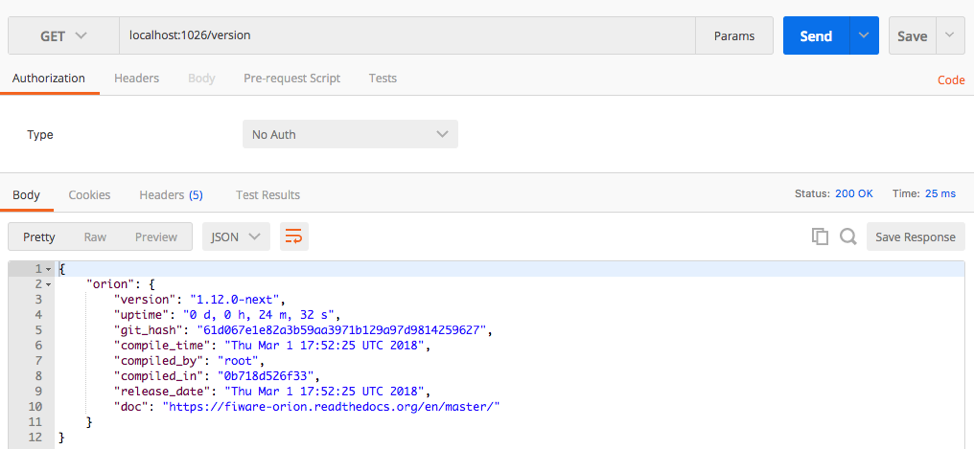 GET localhost:1026/version Params Send Save
Authorization Headers Body Pre-request Script Tests Code
Type No Auth
Body Cookies Headers (5) Test Results Status: 200 OK Time: 25 ms
Pretty Raw Preview JSON Save Response
1 {
2 "orion": {
3 "version": "1.12.0-next",
4 "uptime": "0 d, 0 h, 24 m, 32 s",
5 "git_hash": "61d067e1e82a3b59aa3971b129a97d9814259627",
6 "compile_time": "Thu Mar 1 17:52:25 UTC 2018",
7 "compiled_by": "root",
8 "compiled_in": "0b718d526f33",
9 "release_date": "Thu Mar 1 17:52:25 UTC 2018",
10 "doc": "https://fiware-orion.readthedocs.org/en/master/"
11 }
12 }